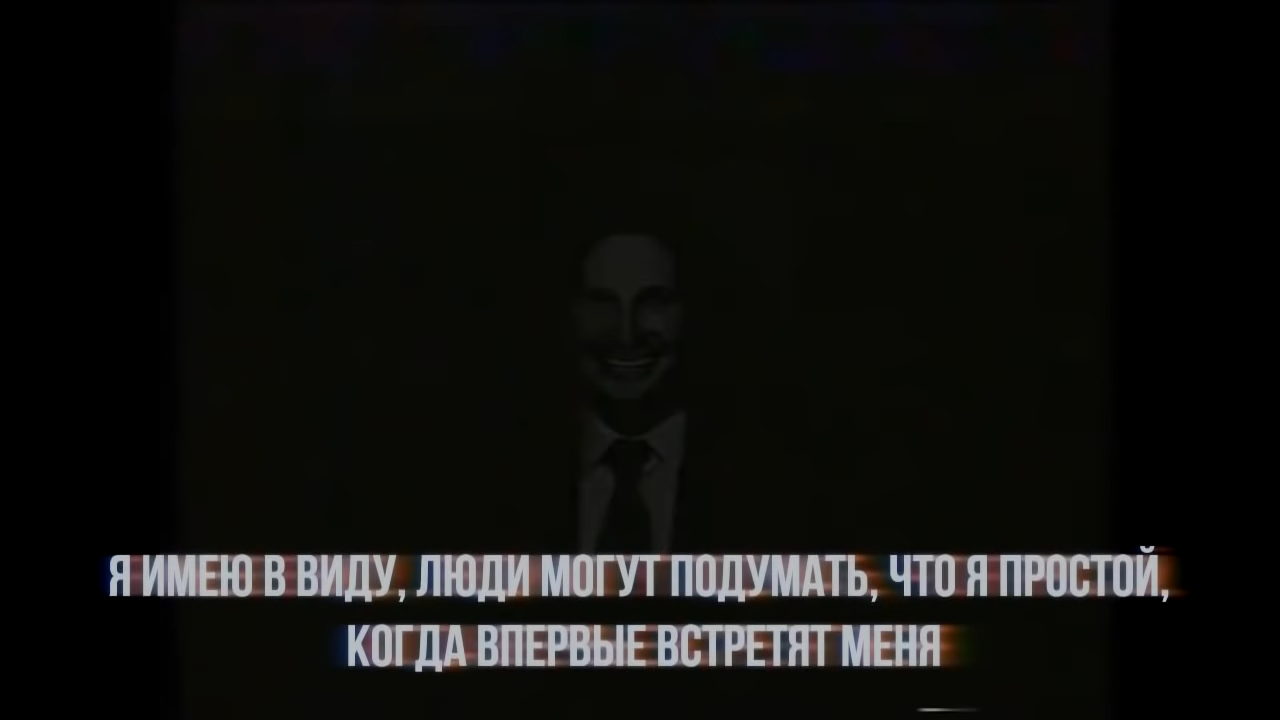 Я ИМЕЮ В ВИДУ, ЛЮДИ МОГУТ ПОДУМАТЬ, ЧТО Я ПРОСТОЙ,
КОГДА ВПЕРВЫЕ ВСТРЕТЯТ МЕНЯ